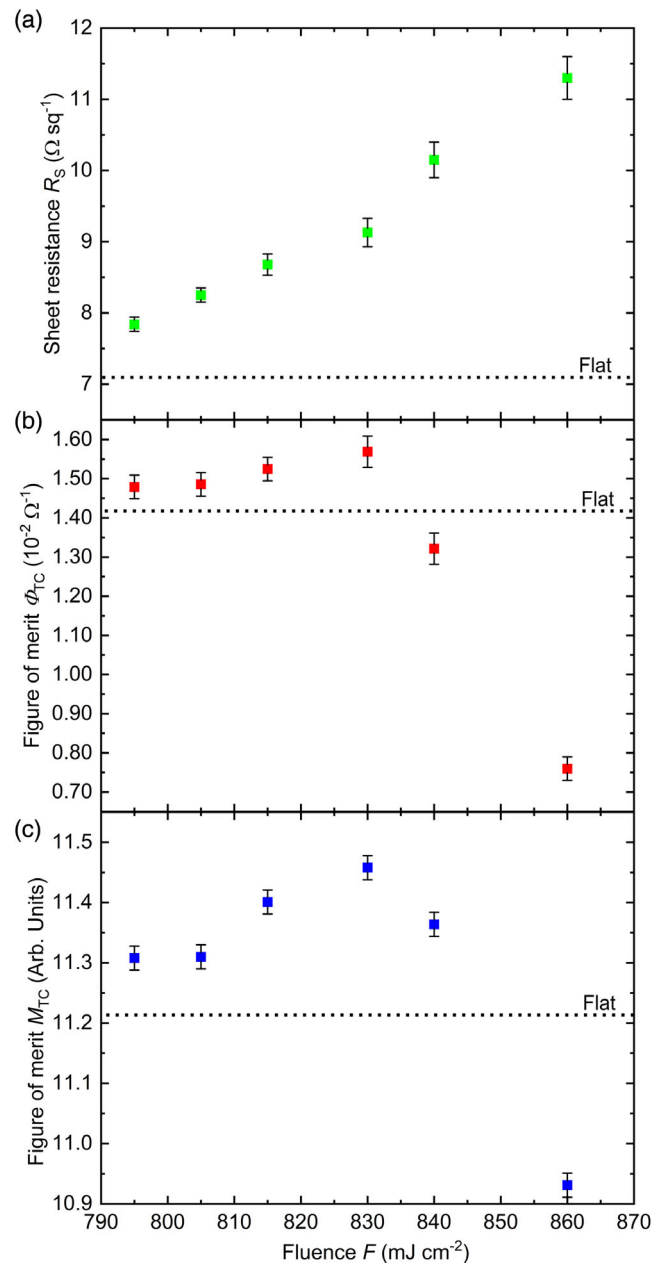 (a)
12
11
10
9
8
7
Sheet resistance R_S (Ω sq⁻¹)
Flat
(b)
1.60
1.50
1.40
1.30
1.20
1.10
1.00
0.90
0.80
0.70
Figure of merit Φ_TC (10⁻² Ω⁻¹)
Flat
(c)
11.5
11.4
11.3
11.2
11.1
11.0
10.9
Figure of merit M_TC (Arb. Units)
Flat
790 800 810 820 830 840 850 860 870
Fluence F (mJ cm⁻²)